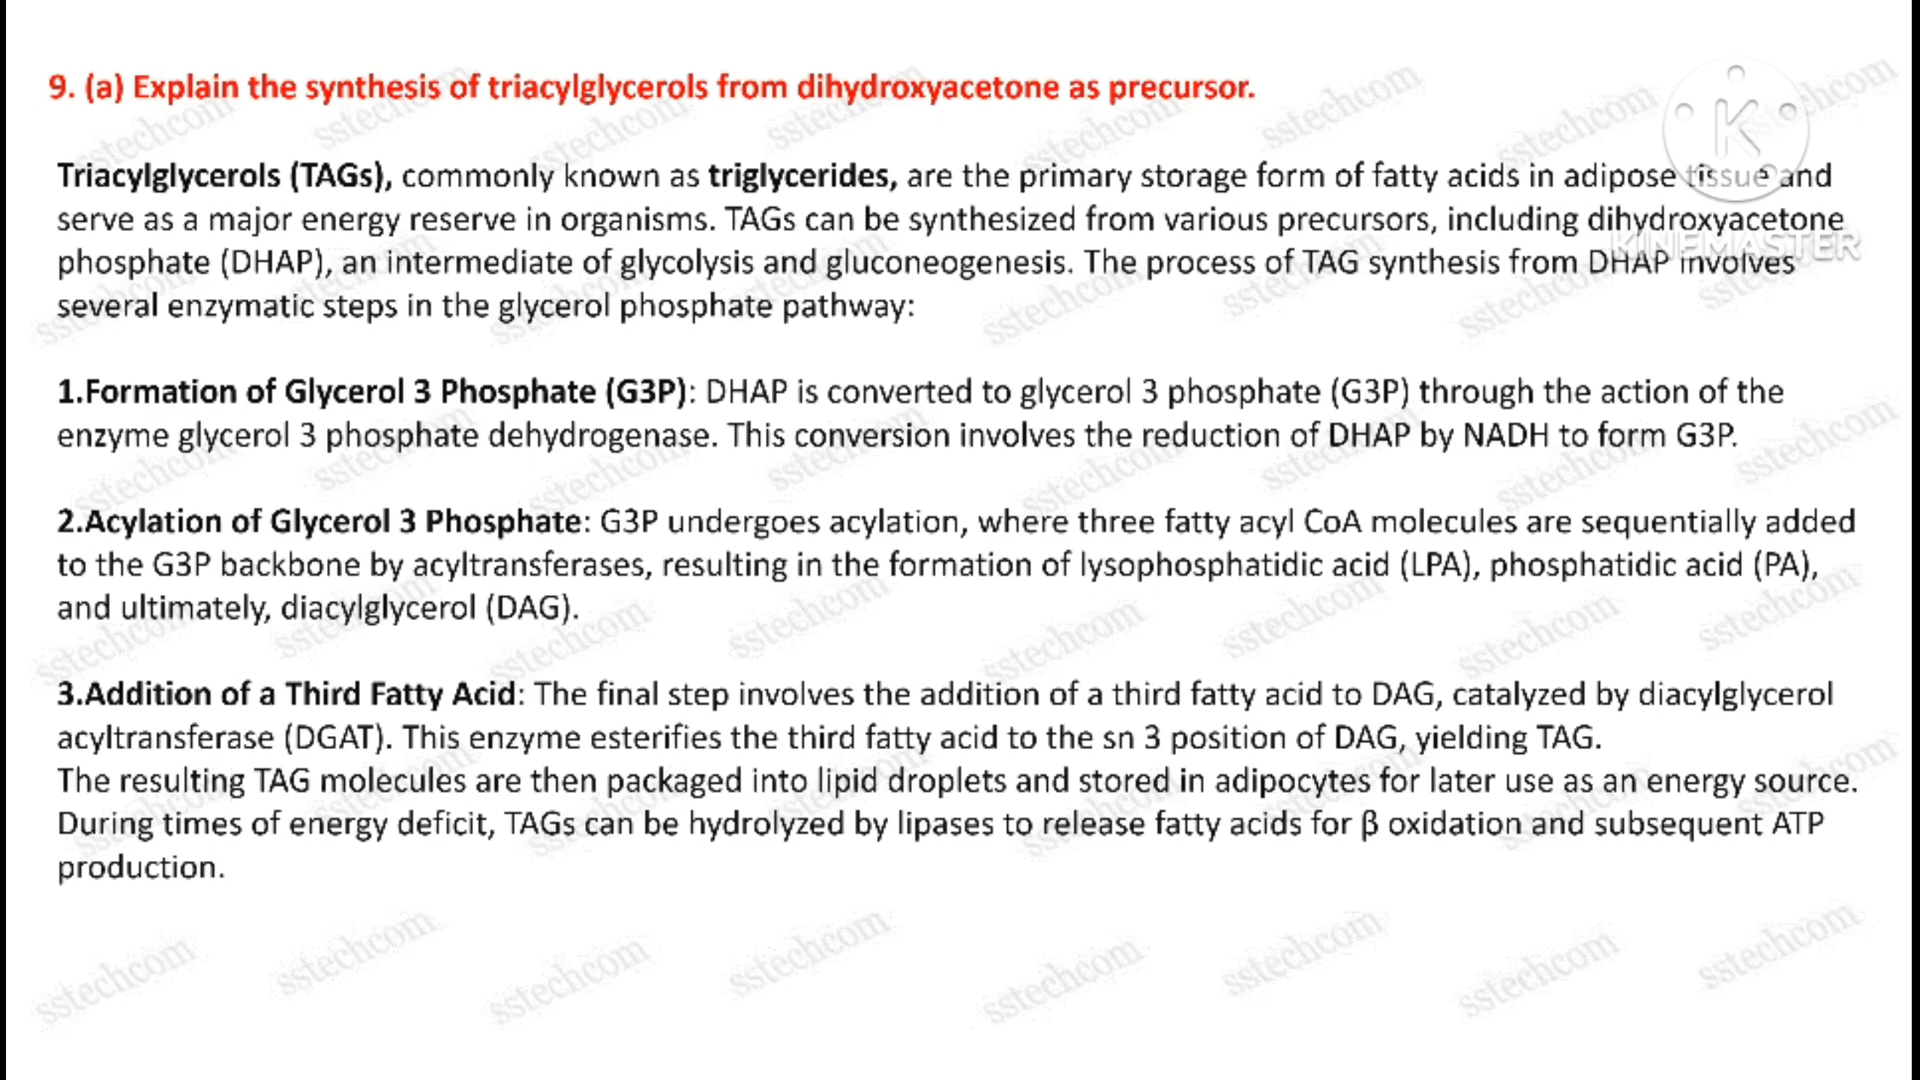 9. (a) Explain the synthesis of triacylglycerols from dihydroxyacetone as precursor.
Triacylglycerols (TAGs), commonly known as triglycerides, are the primary storage form of fatty acids in adipose tissue and
serve as a major energy reserve in organisms. TAGs can be synthesized from various precursors, including dihydroxyacetone
phosphate (DHAP), an intermediate of glycolysis and gluconeogenesis. The process of TAG synthesis from DHAP involves
several enzymatic steps in the glycerol phosphate pathway:
1.Formation of Glycerol 3 Phosphate (G3P): DHAP is converted to glycerol 3 phosphate (G3P) through the action of the
enzyme glycerol 3 phosphate dehydrogenase. This conversion involves the reduction of DHAP by NADH to form G3P.
2.Acylation of Glycerol 3 Phosphate: G3P undergoes acylation, where three fatty acyl CoA molecules are sequentially added
to the G3P backbone by acyltransferases, resulting in the formation of lysophosphatidic acid (LPA), phosphatidic acid (PA),
and ultimately, diacylglycerol (DAG).
3.Addition of a Third Fatty Acid: The final step involves the addition of a third fatty acid to DAG, catalyzed by diacylglycerol
acyltransferase (DGAT). This enzyme esterifies the third fatty acid to the sn 3 position of DAG, yielding TAG.
The resulting TAG molecules are then packaged into lipid droplets and stored in adipocytes for later use as an energy source.
During times of energy deficit, TAGs can be hydrolyzed by lipases to release fatty acids for β oxidation and subsequent ATP
production.
K
KINEMASTER
sstechcom